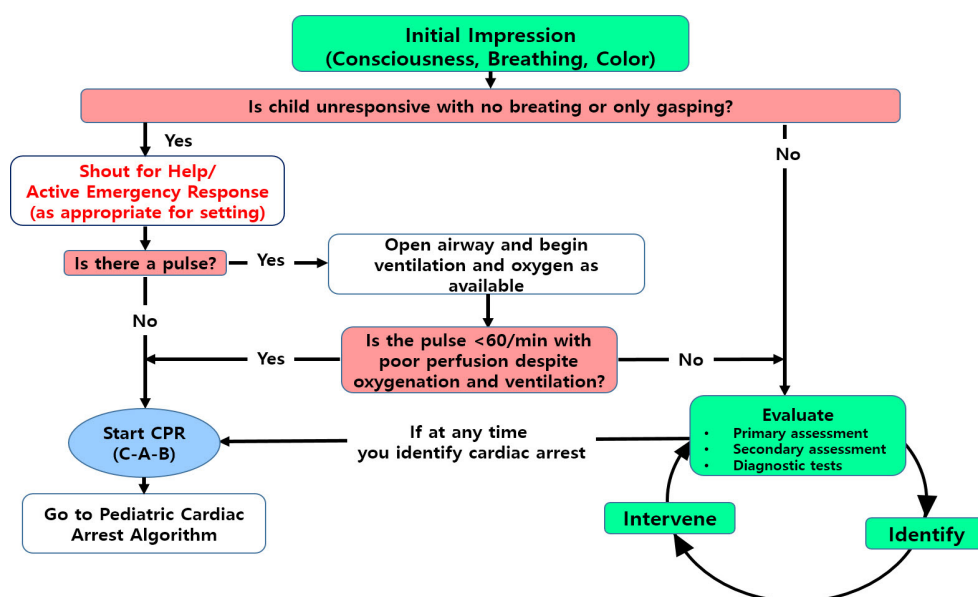 Initial Impression
(Consciousness, Breathing, Color)
Is child unresponsive with no breating or only gasping?
Yes
No
Shout for Help/
Active Emergency Response
(as appropriate for setting)
Is there a pulse?
Yes
Open airway and begin
ventilation and oxygen as
available
No
Yes
Is the pulse <60/min with
poor perfusion despite
oxygenation and ventilation?
No
Start CPR
(C-A-B)
If at any time
you identify cardiac arrest
Evaluate
• Primary assessment
• Secondary assessment
• Diagnostic tests
Go to Pediatric Cardiac
Arrest Algorithm
Intervene
Identify